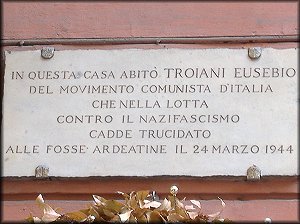 IN QUESTA CASA ABITÒ TROIANI EUSEBIO
DEL MOVIMENTO COMUNISTA D'ITALIA
CHE NELLA LOTTA
CONTRO IL NAZIFASCISMO
CADDE TRUCIDATO
ALLE FOSSE ARDEATINE IL 24 MARZO 1944